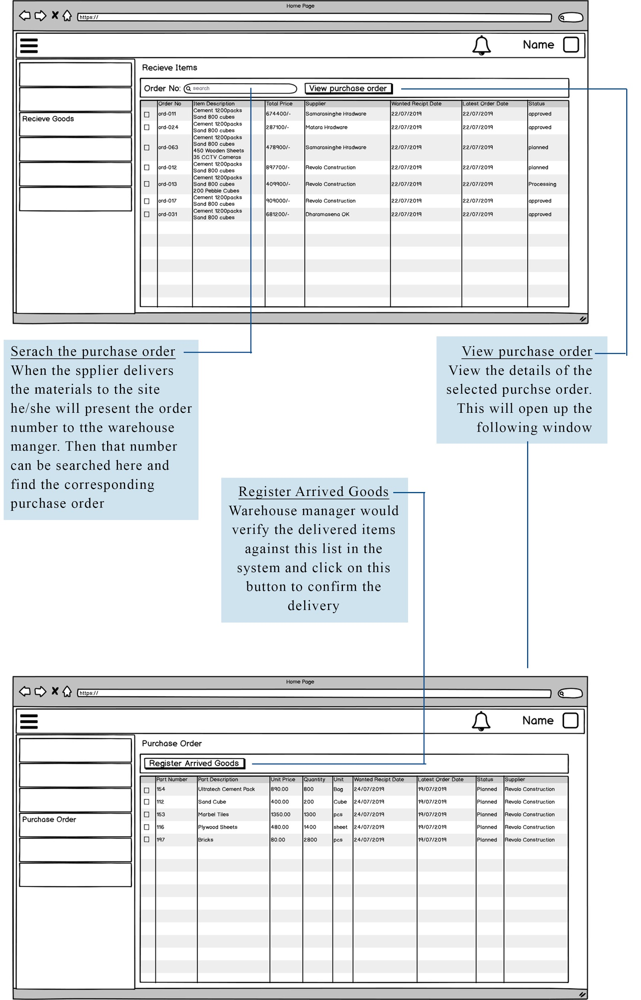 Home Page
https://
Name
Recieve Items
Order No: search View purchase order
Recieve Goods
Order No Item Description Total Price Supplier Wanted Recipt Date Latest Order Date Status
ord-011 Cement 1200packs 674400/- Samarasinghe Hradware 22/07/2019 22/07/2019 approved
Sand 800 cubes
ord-024 Cement 1200packs 287100/- Matara Hradware 22/07/2019 22/07/2019 approved
Sand 800 cubes
ord-063 Cement 1200packs 478900/- Samarasinghe Hradware 22/07/2019 22/07/2019 planned
Sand 800 cubes
450 Wooden Sheets
35 CCTV Cameras
ord-012 Cement 1200packs 897700/- Revolo Construction 22/07/2019 22/07/2019 planned
Sand 800 cubes
ord-013 Cement 1200packs 409900/- Revolo Construction 22/07/2019 22/07/2019 Processing
Sand 800 cubes
200 Pebble Cubes
ord-017 Cement 1200packs 909000/- Revolo Construction 22/07/2019 22/07/2019 approved
Sand 800 cubes
ord-031 Cement 1200packs 681200/- Dharamasena OK 22/07/2019 22/07/2019 approved
Sand 800 cubes
Serach the purchase order
When the spplier delivers
the materials to the site
he/she will present the order
number to tthe warehouse
manger. Then that number
can be searched here and
find the corresponding
purchase order
View purchase order
View the details of the
selected purchse order.
This will open up the
following window
Register Arrived Goods
Warehouse manager would
verify the delivered items
against this list in the
system and click on this
button to confirm the
delivery
Home Page
https://
Name
Purchase Order
Register Arrived Goods
Purchase Order
Part Number Part Description Unit Price Quantity Unit Wanted Recipt Date Latest Order Date Status Supplier
154 Ultratech Cement Pack 890.00 800 Bag 24/07/2019 19/07/2019 Planned Revolo Construction
112 Sand Cube 400.00 200 Cube 24/07/2019 19/07/2019 Planned Revolo Construction
153 Marbel Tiles 1350.00 1300 pcs 24/07/2019 19/07/2019 Planned Revolo Construction
116 Plywood Sheets 480.00 1400 sheet 24/07/2019 19/07/2019 Planned Revolo Construction
197 Bricks 80.00 2800 pcs 24/07/2019 19/07/2019 Planned Revolo Construction